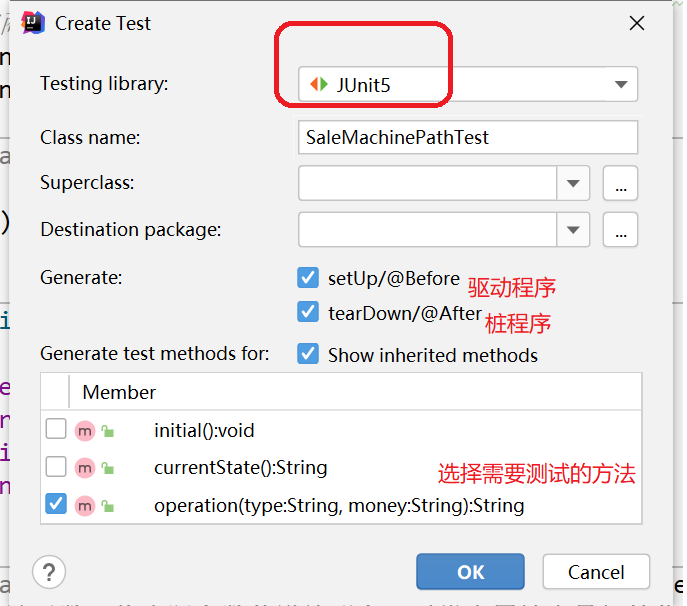 Create Test
Testing library:
JUnit5
Class name:
SaleMachinePathTest
Superclass:
...
Destination package:
...
Generate:
setUp/@Before
驱动程序
tearDown/@After
桩程序
Generate test methods for:
Show inherited methods
Member
m initial():void
m currentState():String
选择需要测试的方法
m operation(type:String, money:String):String
?
OK
Cancel